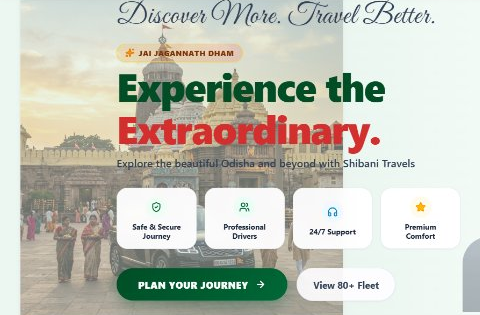 Discover More. Travel Better.
JAI JAGANNATH DHAM
Experience the
Extraordinary.
Explore the beautiful Odisha and beyond with Shibani Travels
Safe & Secure
Journey
Professional
Drivers
24/7 Support
Premium
Comfort
PLAN YOUR JOURNEY →
View 80+ Fleet